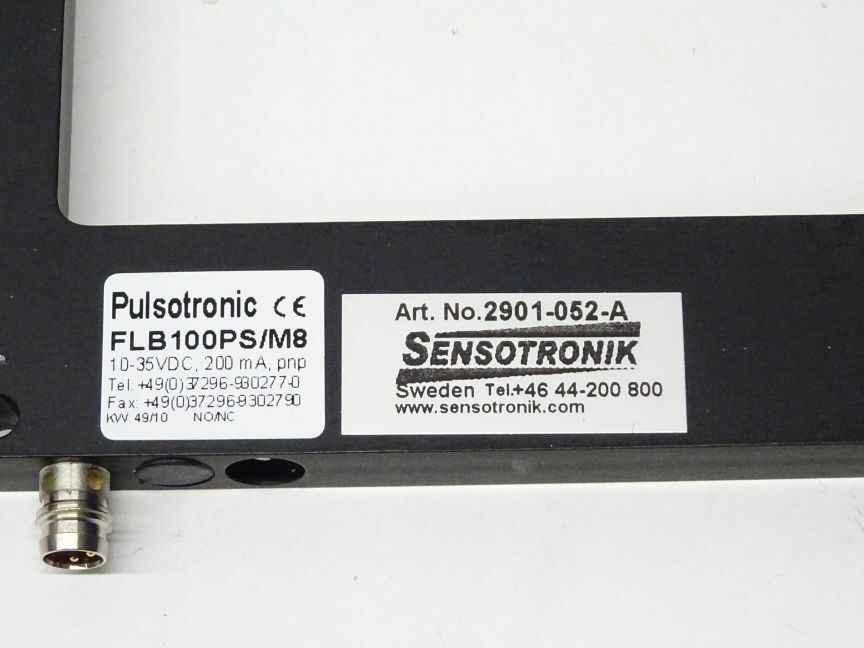 Pulsotronic CE
FLB100PS/M8
10-35VDC, 200 mA, pnp
Tel: +49(0)37296-930277-0
Fax: +49(0)37296-9302790
KW 49/10 NO/NC
Art. No.2901-052-A
SENSOTRONIK
Sweden Tel.+46 44-200 800
www.sensotronik.com